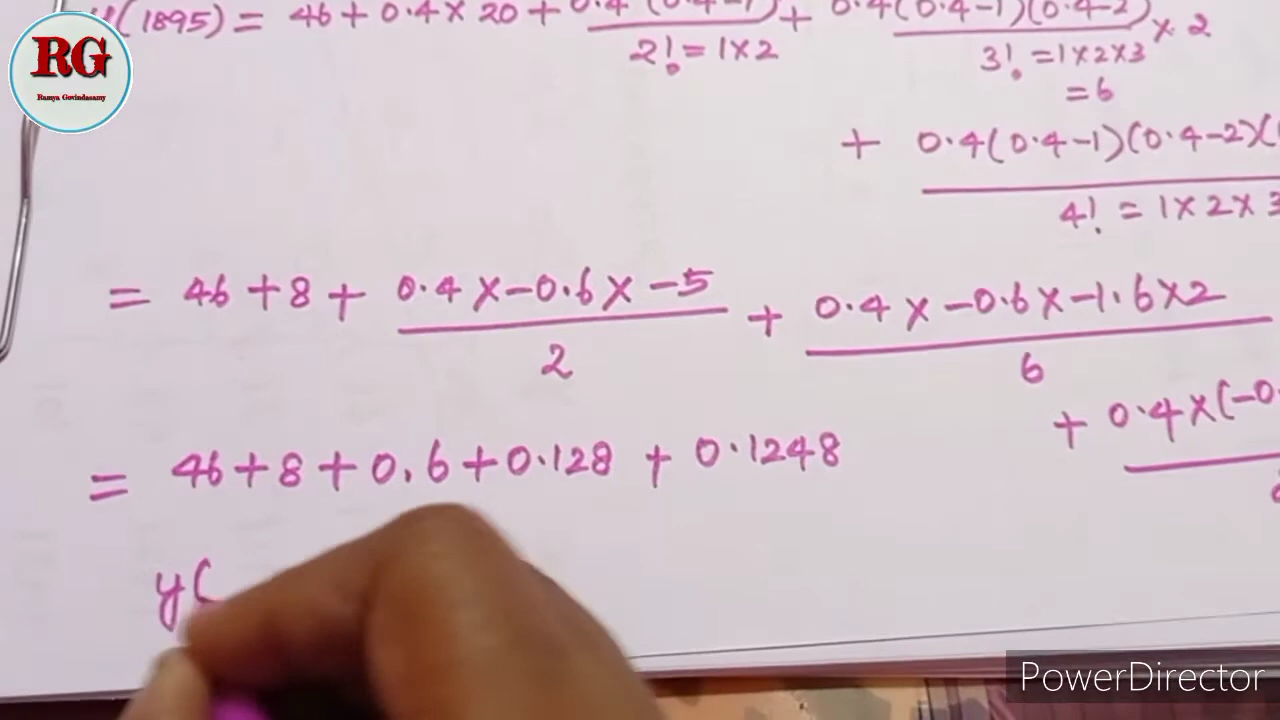 RG
Ramya Govindasamy
(1895) = 46 + 0.4 × 20 + 0.4 (0.4-1) + 0.4(0.4-1)(0.4-2) × 2
2! = 1×2
3! = 1×2×3
= 6
+ 0.4(0.4-1)(0.4-2)(
4! = 1×2×3
= 46 + 8 + 0.4 × -0.6 × -5 + 0.4 × -0.6 × -1.6 × 2
2
6
+ 0.4 × (-0.
= 46 + 8 + 0.6 + 0.128 + 0.1248
y(
PowerDirector